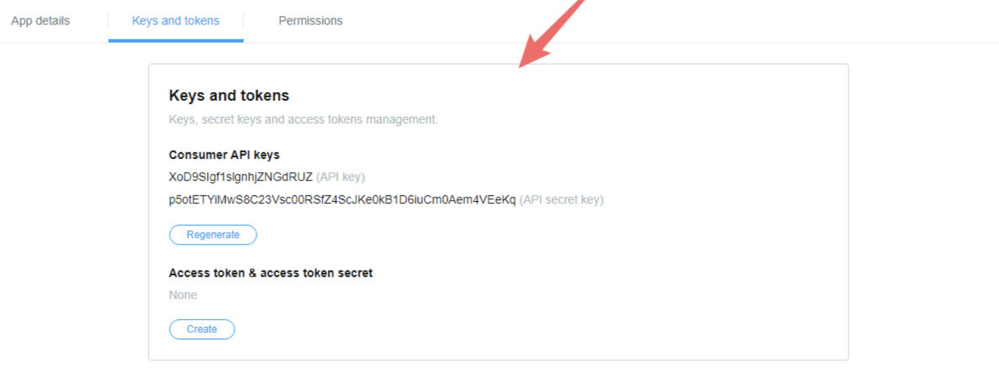 App details
Keys and tokens
Permissions
Keys and tokens
Keys, secret keys and access tokens management.
Consumer API keys
XoD9SIgf1slgnhjZNGdRUZ (API key)
p5otETYiMwS8C23Vsc00RSfZ4ScJKe0kB1D6iuCm0Aem4VEeKq (API secret key)
Regenerate
Access token & access token secret
None
Create